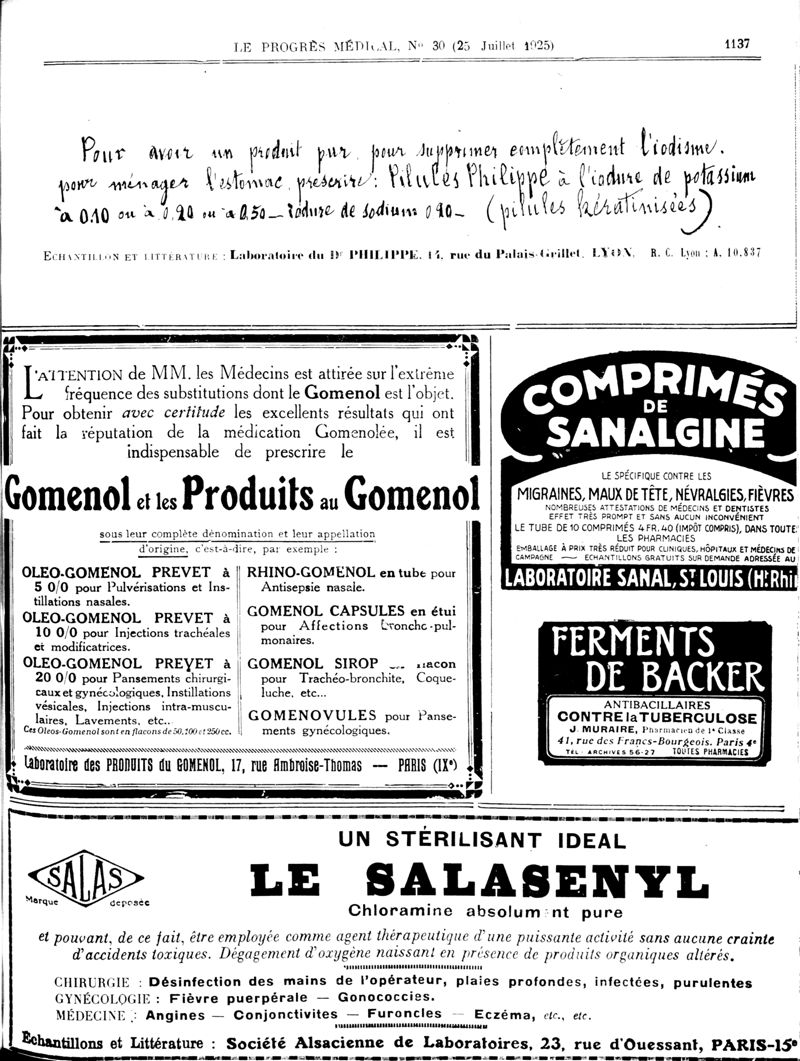 LE PROGRÈS MÉDICAL, No 30 (25 Juillet 1925) 1137
Pour avoir un produit pur, pour supprimer complètement l'iodisme,
pour ménager l'estomac, prescrire: Pilules Philippe à l'iodure de potassium
à 0,10 ou à 0,20 ou à 0,50 — Iodure de sodium 0,20 — (pilules kératinisées)
ECHANTILLON ET LITTÉRATURE : Laboratoire du Dr PHILIPPE, 14, rue du Palais-Grillet, LYON, R. C. Lyon : A. 10,837
L'ATTENTION de MM. les Médecins est attirée sur l'extrême
fréquence des substitutions dont le Gomenol est l'objet.
Pour obtenir avec certitude les excellents résultats qui ont
fait la réputation de la médication Gomenolée, il est
indispensable de prescrire le
Gomenol et les Produits au Gomenol
sous leur complète dénomination et leur appellation
d'origine, c'est-à-dire, par exemple :
OLEO-GOMENOL PREVET à
5 0/0 pour Pulvérisations et Ins-
tillations nasales.
OLEO-GOMENOL PREVET à
10 0/0 pour Injections trachéales
et modificatrices.
OLEO-GOMENOL PREVET à
20 0/0 pour Pansements chirurgi-
caux et gynécologiques, Instillations
vésicales, Injections intra-muscu-
laires, Lavements, etc..
Ces Oleos-Gomenol sont en flacons de 50, 100 et 250 cc.
RHINO-GOMENOL en tube pour
Antisepsie nasale.
GOMENOL CAPSULES en étui
pour Affections broncho-pul-
monaires.
GOMENOL SIROP flacon
pour Trachéo-bronchite, Coque-
luche, etc...
GOMENOVULES pour Panse-
ments gynécologiques.
Laboratoire des PRODUITS du GOMENOL, 17, rue Ambroise-Thomas — PARIS (IXe)
COMPRIMÉS
DE
SANALGINE
LE SPÉCIFIQUE CONTRE LES
MIGRAINES, MAUX DE TÊTE, NÉVRALGIES, FIÈVRES
NOMBREUSES ATTESTATIONS DE MÉDECINS ET DENTISTES
EFFET TRÈS PROMPT ET SANS AUCUN INCONVÉNIENT
LE TUBE DE 10 COMPRIMÉS 4 FR. 40 (IMPÔT COMPRIS), DANS TOUTE
LES PHARMACIES
EMBALLAGE À PRIX TRÈS RÉDUIT POUR CLINIQUES, HÔPITAUX ET MÉDECINS DE
CAMPAGNE — ECHANTILLONS GRATUITS SUR DEMANDE ADRESSÉE AU
LABORATOIRE SANAL, St LOUIS (Ht Rhin
FERMENTS
DE BACKER
ANTIBACILLAIRES
CONTRE la TUBERCULOSE
J. MURAIRE, Pharmacien de 1e Classe
41, rue des Francs-Bourgeois. Paris 4e
TEL: ARCHIVES 56-27 TOUTES PHARMACIES
UN STÉRILISANT IDEAL
SALAS
Marque deposée
LE SALASENYL
Chloramine absolum nt pure
et pouvant, de ce fait, être employée comme agent thérapeutique d'une puissante activité sans aucune crainte
d'accidents toxiques. Dégagement d'oxygène naissant en présence de produits organiques altérés.
CHIRURGIE : Désinfection des mains de l'opérateur, plaies profondes, infectées, purulentes
GYNÉCOLOGIE : Fièvre puerpérale — Gonococcies.
MÉDECINE : Angines — Conjonctivites — Furoncles — Eczéma, etc., etc.
Echantillons et Littérature : Société Alsacienne de Laboratoires, 23, rue d'Ouessant, PARIS-15e